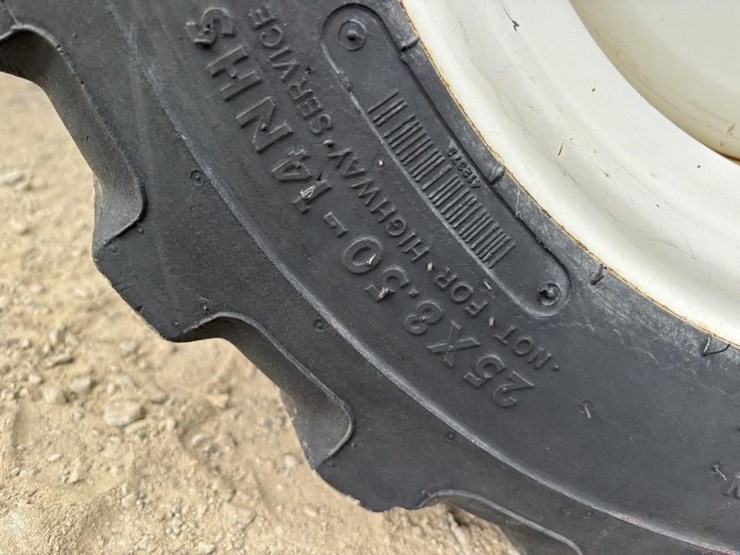 25X8.50-14NHS
NOT FOR HIGHWAY SERVICE